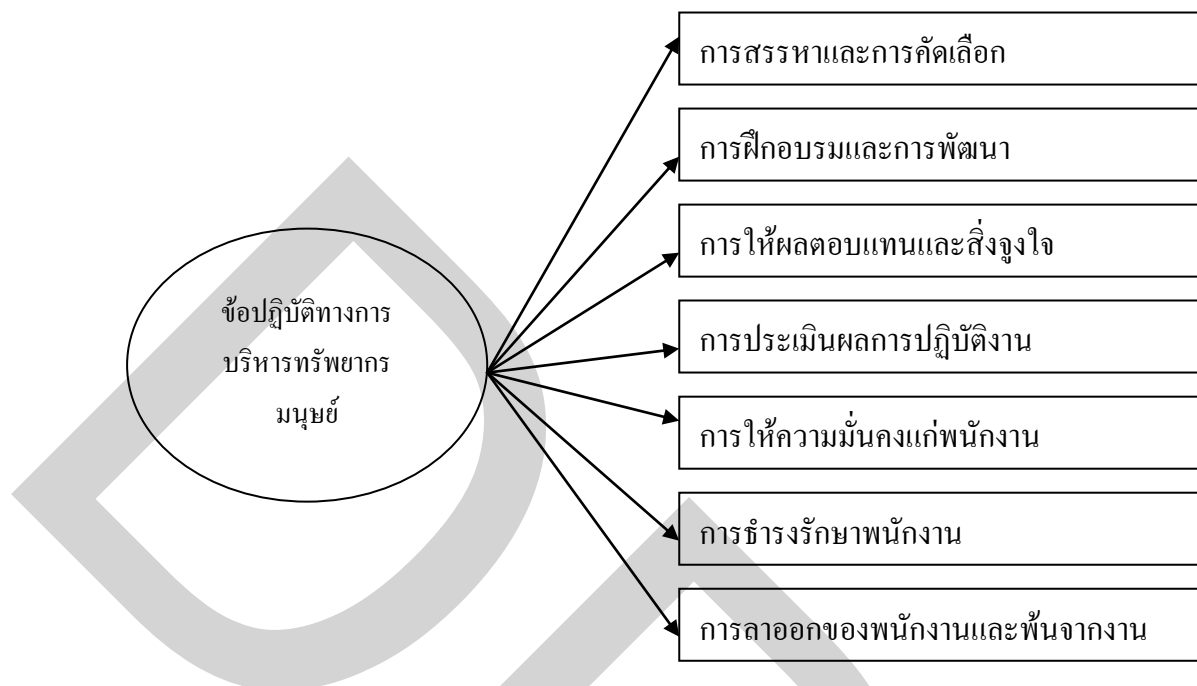 การสรรหาและการคัดเลือก
การฝึกอบรมและการพัฒนา
การให้ผลตอบแทนและสิ่งจูงใจ
ข้อปฏิบัติทางการ
บริหารทรัพยากร
มนุษย์
การประเมินผลการปฏิบัติงาน
การให้ความมั่นคงแก่พนักงาน
การธำรงรักษาพนักงาน
การลาออกของพนักงานและพ้นจากงาน